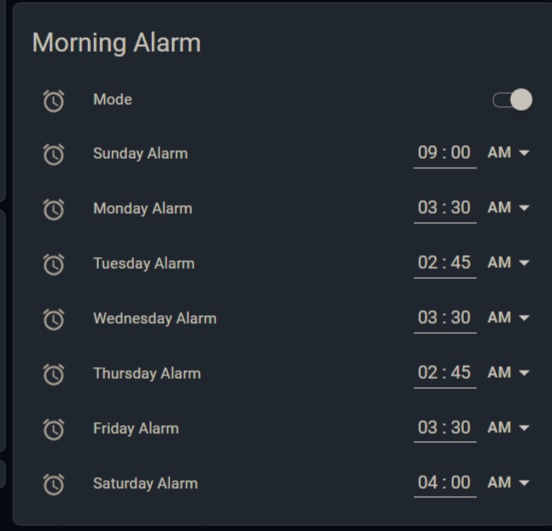 Morning Alarm
Mode
Sunday Alarm 09 : 00 AM
Monday Alarm 03 : 30 AM
Tuesday Alarm 02 : 45 AM
Wednesday Alarm 03 : 30 AM
Thursday Alarm 02 : 45 AM
Friday Alarm 03 : 30 AM
Saturday Alarm 04 : 00 AM